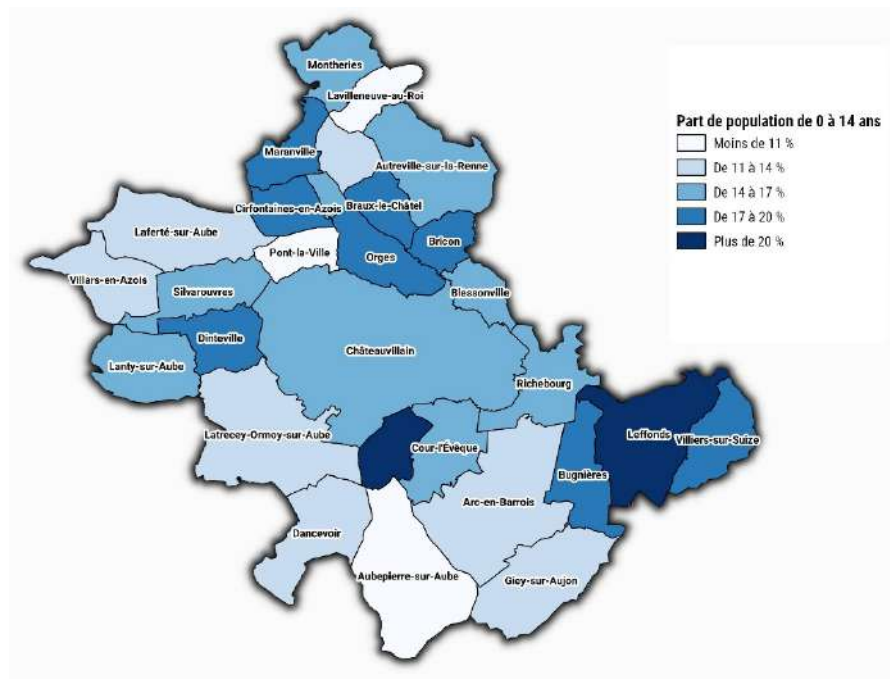 Montheries
Lavilleneuve-au-Roi
Part de population de 0 à 14 ans
Moins de 11 %
De 11 à 14 %
De 14 à 17 %
De 17 à 20 %
Plus de 20 %
Maranville
Autreville-sur-la-Renne
Cirfontaines-en-Azois
Braux-le-Châtel
Laferté-sur-Aube
Bricon
Pont-la-Ville
Orges
Villars-en-Azois
Silvarouvres
Blessonville
Dinteville
Châteauvillain
Lanty-sur-Aube
Richebourg
Latrecey-Ormoy-sur-Aube
Cour-l'Évêque
Leffonds
Villiers-sur-Suize
Bugnières
Arc-en-Barrois
Dancevoir
Aubepierre-sur-Aube
Giey-sur-Aujon